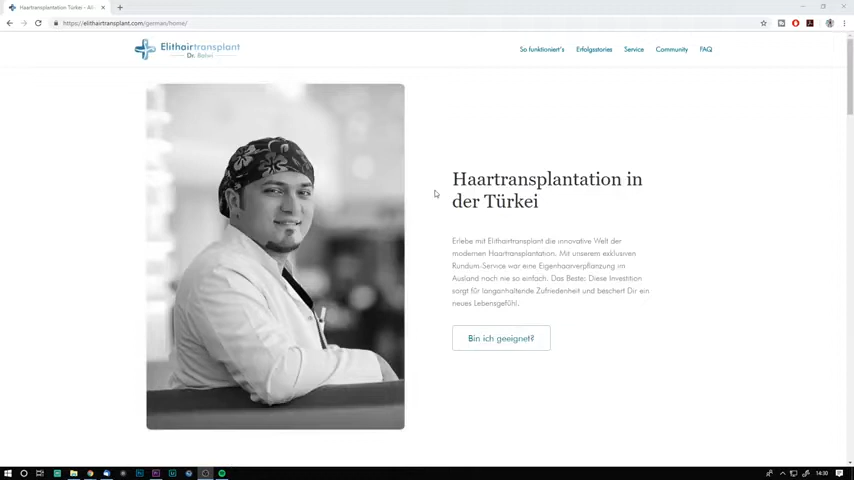 Haartransplantation Türkei - All
https://elithairtransplant.com/german/home/
Elithairtransplant
Dr. Balwi
So funktioniert's
Erfolgsstories
Service
Community
FAQ
Haartransplantation in
der Türkei
Erlebe mit Elithairtransplant die innovative Welt der
modernen Haartransplantation. Mit unserem exklusiven
Rundum-Service war eine Eigenhaarverpflanzung im
Ausland noch nie so einfach. Das Beste: Diese Investition
sorgt für langanhaltende Zufriedenheit und beschert Dir ein
neues Lebensgefühl.
Bin ich geeignet?
14:30